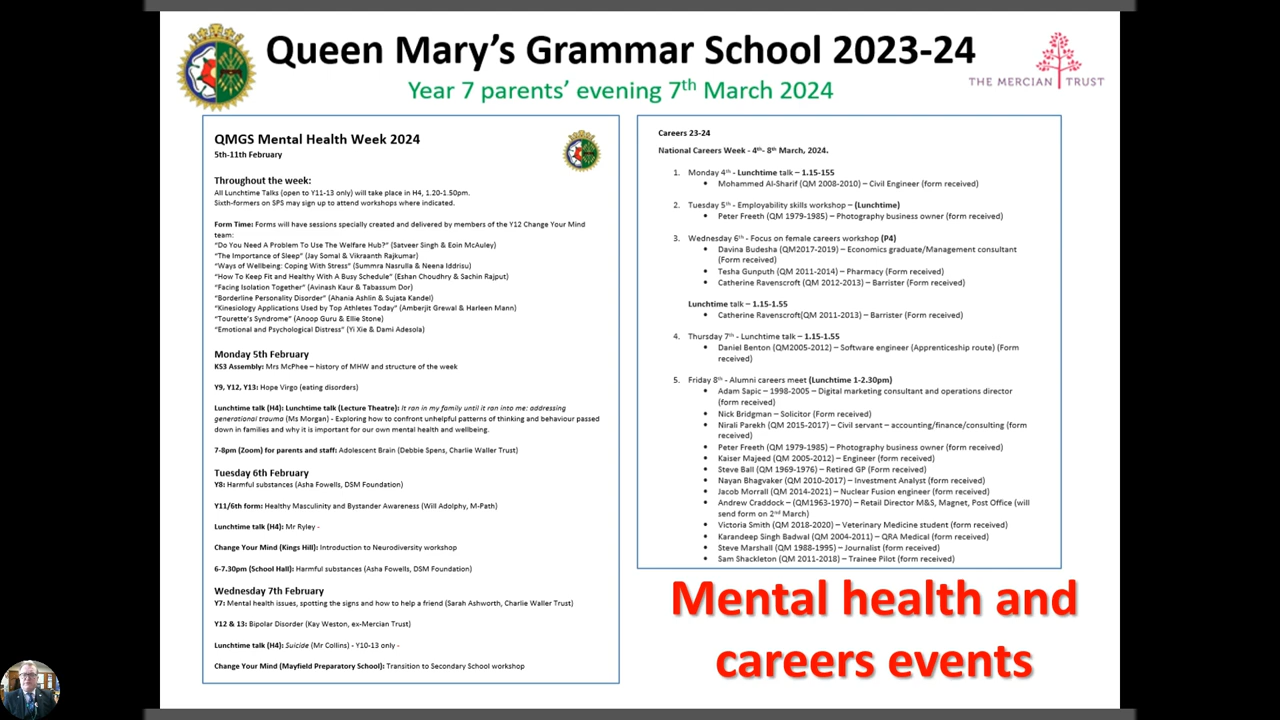 Queen Mary's Grammar School 2023-24
Year 7 parents' evening 7th March 2024
THE MERCIAN TRUST
QMGS Mental Health Week 2024
5th-11th February
Throughout the week:
All Lunchtime Talks (open to Y11-13 only) will take place in H4, 1.20-1.50pm.
Sixth-formers on SPS may sign up to attend workshops where indicated.
Form Time: Forms will have sessions specially created and delivered by members of the Y12 Change Your Mind
team:
"Do You Need A Problem To Use The Welfare Hub?" (Satveer Singh & Eoin McAuley)
"The Importance of Sleep" (Jay Somal & Vikraanth Rajkumar)
"Ways of Wellbeing: Coping With Stress" (Summra Nasrulla & Neena Iddrisu)
"How To Keep Fit and Healthy With A Busy Schedule" (Eshan Choudhry & Sachin Rajput)
"Facing Isolation Together" (Avinash Kaur & Tabassum Dor)
"Borderline Personality Disorder" (Ahania Ashlin & Sujata Kandel)
"Kinesiology Applications Used by Top Athletes Today" (Amberjit Grewal & Harleen Mann)
"Tourette's Syndrome" (Anoop Guru & Ellie Stone)
"Emotional and Psychological Distress" (Yi Xie & Dami Adesola)
Monday 5th February
KS3 Assembly: Mrs McPhee – history of MHW and structure of the week
Y9, Y12, Y13: Hope Virgo (eating disorders)
Lunchtime talk (H4): Lunchtime talk (Lecture Theatre): It ran in my family until it ran into me: addressing
generational trauma (Ms Morgan) - Exploring how to confront unhelpful patterns of thinking and behaviour passed
down in families and why it is important for our own mental health and wellbeing.
7-8pm (Zoom) for parents and staff: Adolescent Brain (Debbie Spens, Charlie Waller Trust)
Tuesday 6th February
Y8: Harmful substances (Asha Fowells, DSM Foundation)
Y11/6th form: Healthy Masculinity and Bystander Awareness (Will Adolphy, M-Path)
Lunchtime talk (H4): Mr Ryley -
Change Your Mind (Kings Hill): Introduction to Neurodiversity workshop
6-7.30pm (School Hall): Harmful substances (Asha Fowells, DSM Foundation)
Wednesday 7th February
Y7: Mental health issues, spotting the signs and how to help a friend (Sarah Ashworth, Charlie Waller Trust)
Y12 & 13: Bipolar Disorder (Kay Weston, ex-Mercian Trust)
Lunchtime talk (H4): Suicide (Mr Collins) - Y10-13 only -
Change Your Mind (Mayfield Preparatory School): Transition to Secondary School workshop
Careers 23-24
National Careers Week - 4th- 8th March, 2024.
1. Monday 4th - Lunchtime talk – 1.15-155
• Mohammed Al-Sharif (QM 2008-2010) – Civil Engineer (form received)
2. Tuesday 5th - Employability skills workshop – (Lunchtime)
• Peter Freeth (QM 1979-1985) – Photography business owner (form received)
3. Wednesday 6th - Focus on female careers workshop (P4)
• Davina Budesha (QM2017-2019) – Economics graduate/Management consultant
(Form received)
• Tesha Gunputh (QM 2011-2014) – Pharmacy (Form received)
• Catherine Ravenscroft (QM 2012-2013) – Barrister (Form received)
Lunchtime talk – 1.15-1.55
• Catherine Ravenscroft(QM 2011-2013) – Barrister (Form received)
4. Thursday 7th - Lunchtime talk – 1.15-1.55
• Daniel Benton (QM2005-2012) – Software engineer (Apprenticeship route) (Form
received)
5. Friday 8th - Alumni careers meet (Lunchtime 1-2.30pm)
• Adam Sapic – 1998-2005 – Digital marketing consultant and operations director
(form received)
• Nick Bridgman – Solicitor (Form received)
• Nirali Parekh (QM 2015-2017) – Civil servant – accounting/finance/consulting (form
received)
• Peter Freeth (QM 1979-1985) – Photography business owner (form received)
• Kaiser Majeed (QM 2005-2012) – Engineer (form received)
• Steve Ball (QM 1969-1976) – Retired GP (Form received)
• Nayan Bhagvaker (QM 2010-2017) – Investment Analyst (form received)
• Jacob Morrall (QM 2014-2021) – Nuclear Fusion engineer (form received)
• Andrew Craddock – (QM1963-1970) – Retail Director M&S, Magnet, Post Office (will
send form on 2nd March)
• Victoria Smith (QM 2018-2020) – Veterinary Medicine student (form received)
• Karandeep Singh Badwal (QM 2004-2011) – QRA Medical (form received)
• Steve Marshall (QM 1988-1995) – Journalist (form received)
• Sam Shackleton (QM 2011-2018) – Trainee Pilot (form received)
Mental health and
careers events